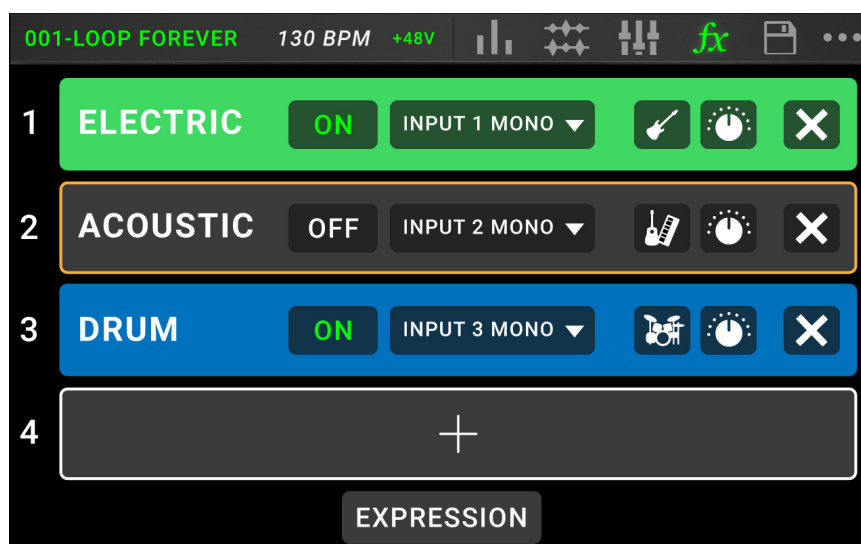 001-LOOP FOREVER 130 BPM +48V fx
1 ELECTRIC ON INPUT 1 MONO
2 ACOUSTIC OFF INPUT 2 MONO
3 DRUM ON INPUT 3 MONO
4
EXPRESSION